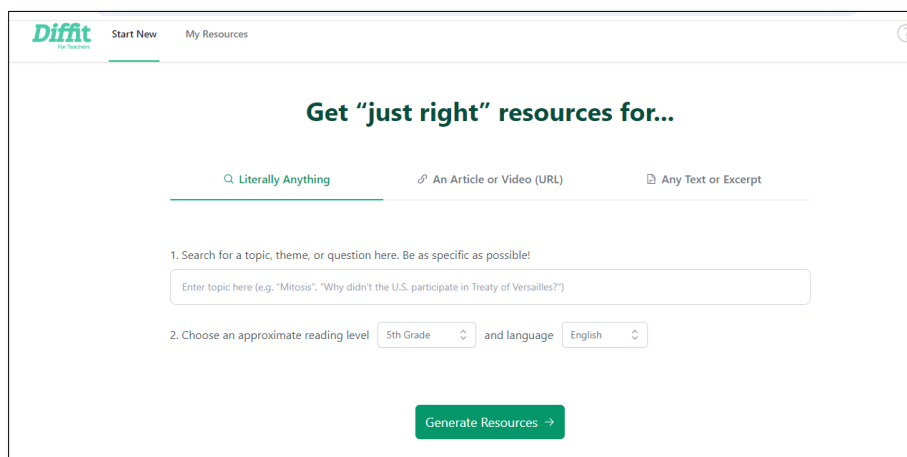 Diffit
For Teachers
Start New
My Resources
?
Get “just right” resources for...
Literally Anything
An Article or Video (URL)
Any Text or Excerpt
1. Search for a topic, theme, or question here. Be as specific as possible!
Enter topic here (e.g. "Mitosis", "Why didn't the U.S. participate in Treaty of Versailles?")
2. Choose an approximate reading level 5th Grade and language English
Generate Resources →